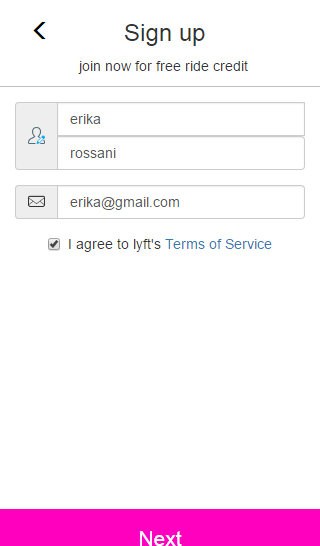 Sign up
join now for free ride credit
erika
rossani
erika@gmail.com
I agree to lyft's Terms of Service
Next